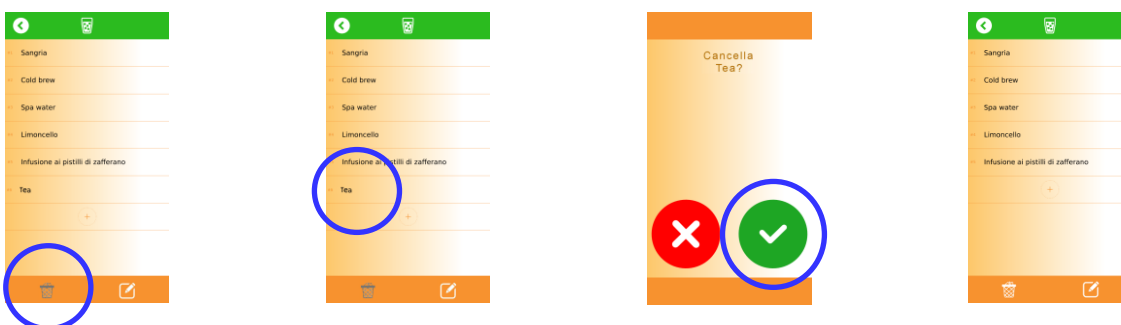 Sangria
Cold brew
Spa water
Limoncello
Infusione ai pistilli di zafferano
Tea
+
Sangria
Cold brew
Spa water
Limoncello
Infusione ai pistilli di zafferano
Tea
+
Cancella
Tea?
Sangria
Cold brew
Spa water
Limoncello
Infusione ai pistilli di zafferano
+